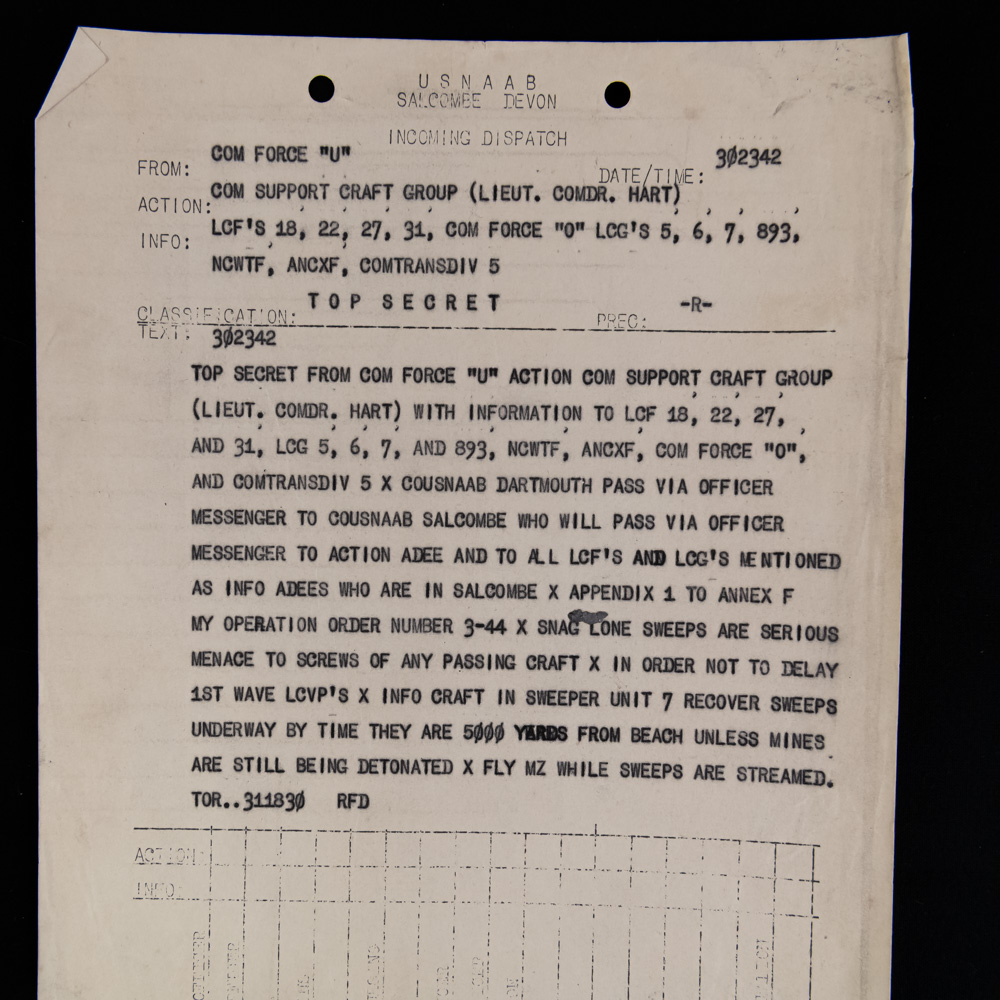 U S N A A B
SALCOMBE DEVON
INCOMING DISPATCH
FROM: COM FORCE "U" DATE/TIME: 3Ø2342
ACTION: COM SUPPORT CRAFT GROUP (LIEUT. COMDR. HART)
INFO: LCF'S 18, 22, 27, 31, COM FORCE "O" LCG'S 5, 6, 7, 893,
NCWTF, ANCXF, COMTRANSDIV 5
CLASSIFICATION: T O P S E C R E T PREC: -R-
TEXT: 3Ø2342
TOP SECRET FROM COM FORCE "U" ACTION COM SUPPORT CRAFT GROUP
(LIEUT. COMDR. HART) WITH INFORMATION TO LCF 18, 22, 27,
AND 31, LCG 5, 6, 7, AND 893, NCWTF, ANCXF, COM FORCE "O",
AND COMTRANSDIV 5 X COUSNAAB DARTMOUTH PASS VIA OFFICER
MESSENGER TO COUSNAAB SALCOMBE WHO WILL PASS VIA OFFICER
MESSENGER TO ACTION ADEE AND TO ALL LCF'S AND LCG'S MENTIONED
AS INFO ADEES WHO ARE IN SALCOMBE X APPENDIX 1 TO ANNEX F
MY OPERATION ORDER NUMBER 3-44 X SNAG LONE SWEEPS ARE SERIOUS
MENACE TO SCREWS OF ANY PASSING CRAFT X IN ORDER NOT TO DELAY
1ST WAVE LCVP'S X INFO CRAFT IN SWEEPER UNIT 7 RECOVER SWEEPS
UNDERWAY BY TIME THEY ARE 5ØØØ YARDS FROM BEACH UNLESS MINES
ARE STILL BEING DETONATED X FLY MZ WHILE SWEEPS ARE STREAMED.
TOR..31183Ø RFD
ACTION:
INFO: